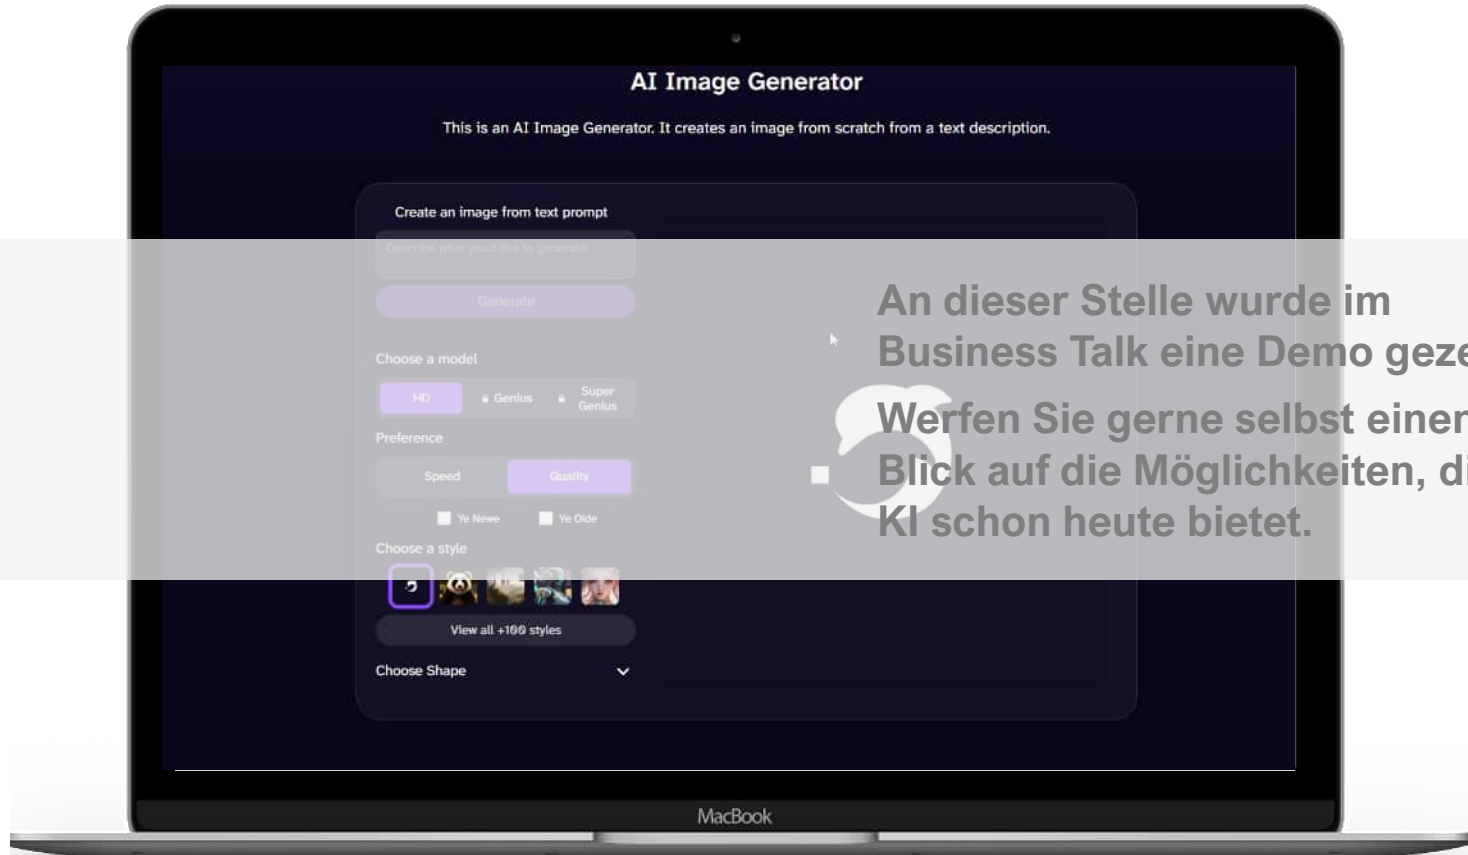 AI Image Generator
This is an AI Image Generator. It creates an image from scratch from a text description.
Create an image from text prompt
Describe what you'd like to generate
Generate
Choose a model
HD
Genius
Super
Genius
Preference
Speed
Quality
Ye Newe
Ye Olde
Choose a style
View all +100 styles
Choose Shape
An dieser Stelle wurde im
Business Talk eine Demo geze
Werfen Sie gerne selbst einen
Blick auf die Möglichkeiten, di
KI schon heute bietet.
MacBook